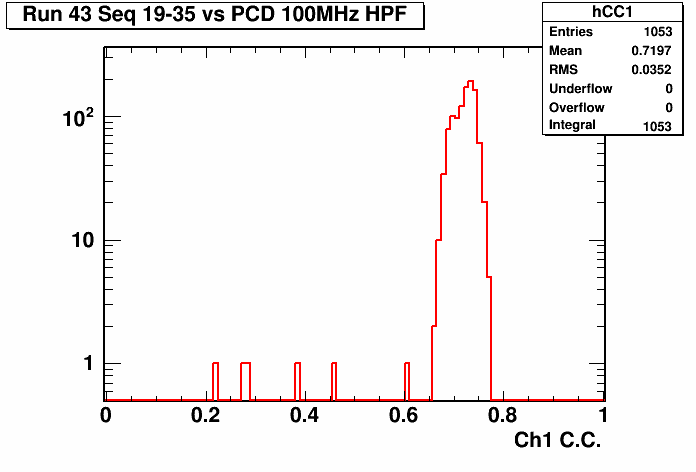 Run 43 Seq 19-35 vs PCD 100MHz HPF
hCC1
Entries 1053
Mean 0.7197
RMS 0.0352
Underflow 0
Overflow 0
Integral 1053
10²
10
1
0 0.2 0.4 0.6 0.8 1
Ch1 C.C.